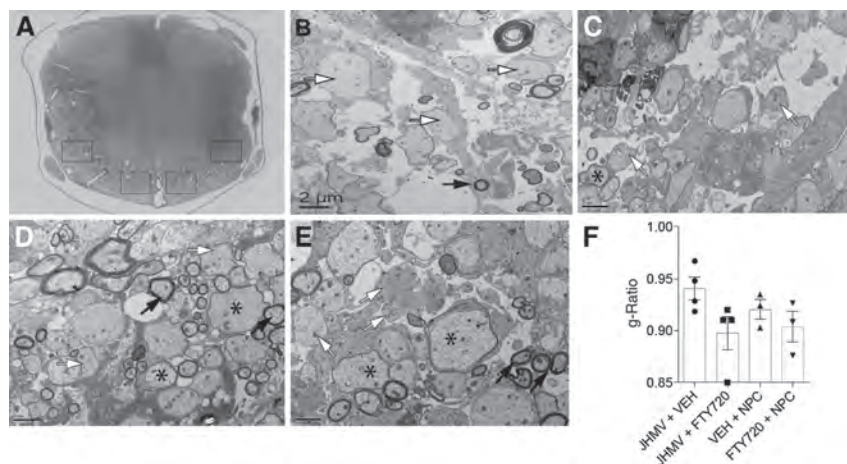 A
B
2 µm
C
*
D
*
*
E
*
*
F
1.00
0.95
0.90
0.85
g-Ratio
JHMV + VEH
JHMV + FTY720
VEH + NPC
FTY720 + NPC